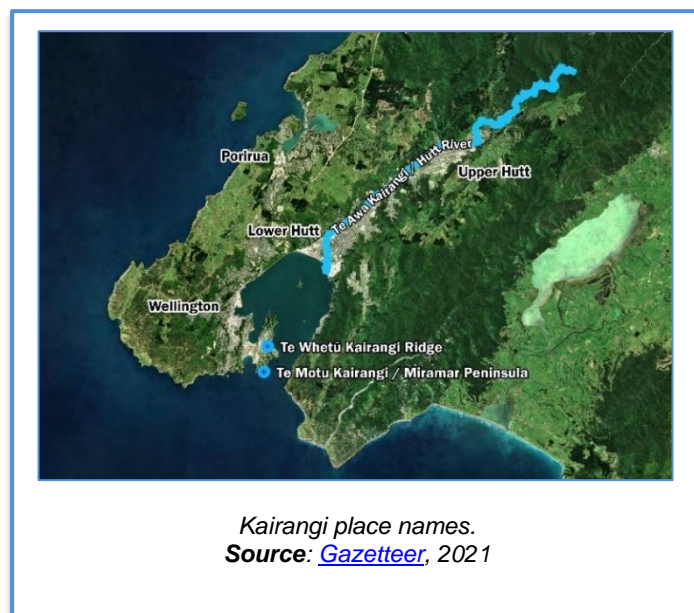 Porirua
Te Awa Kairangi / Hutt River
Upper Hutt
Lower Hutt
Wellington
Te Whetū Kairangi Ridge
Te Motu Kairangi / Miramar Peninsula
Kairangi place names.
Source: Gazetteer, 2021